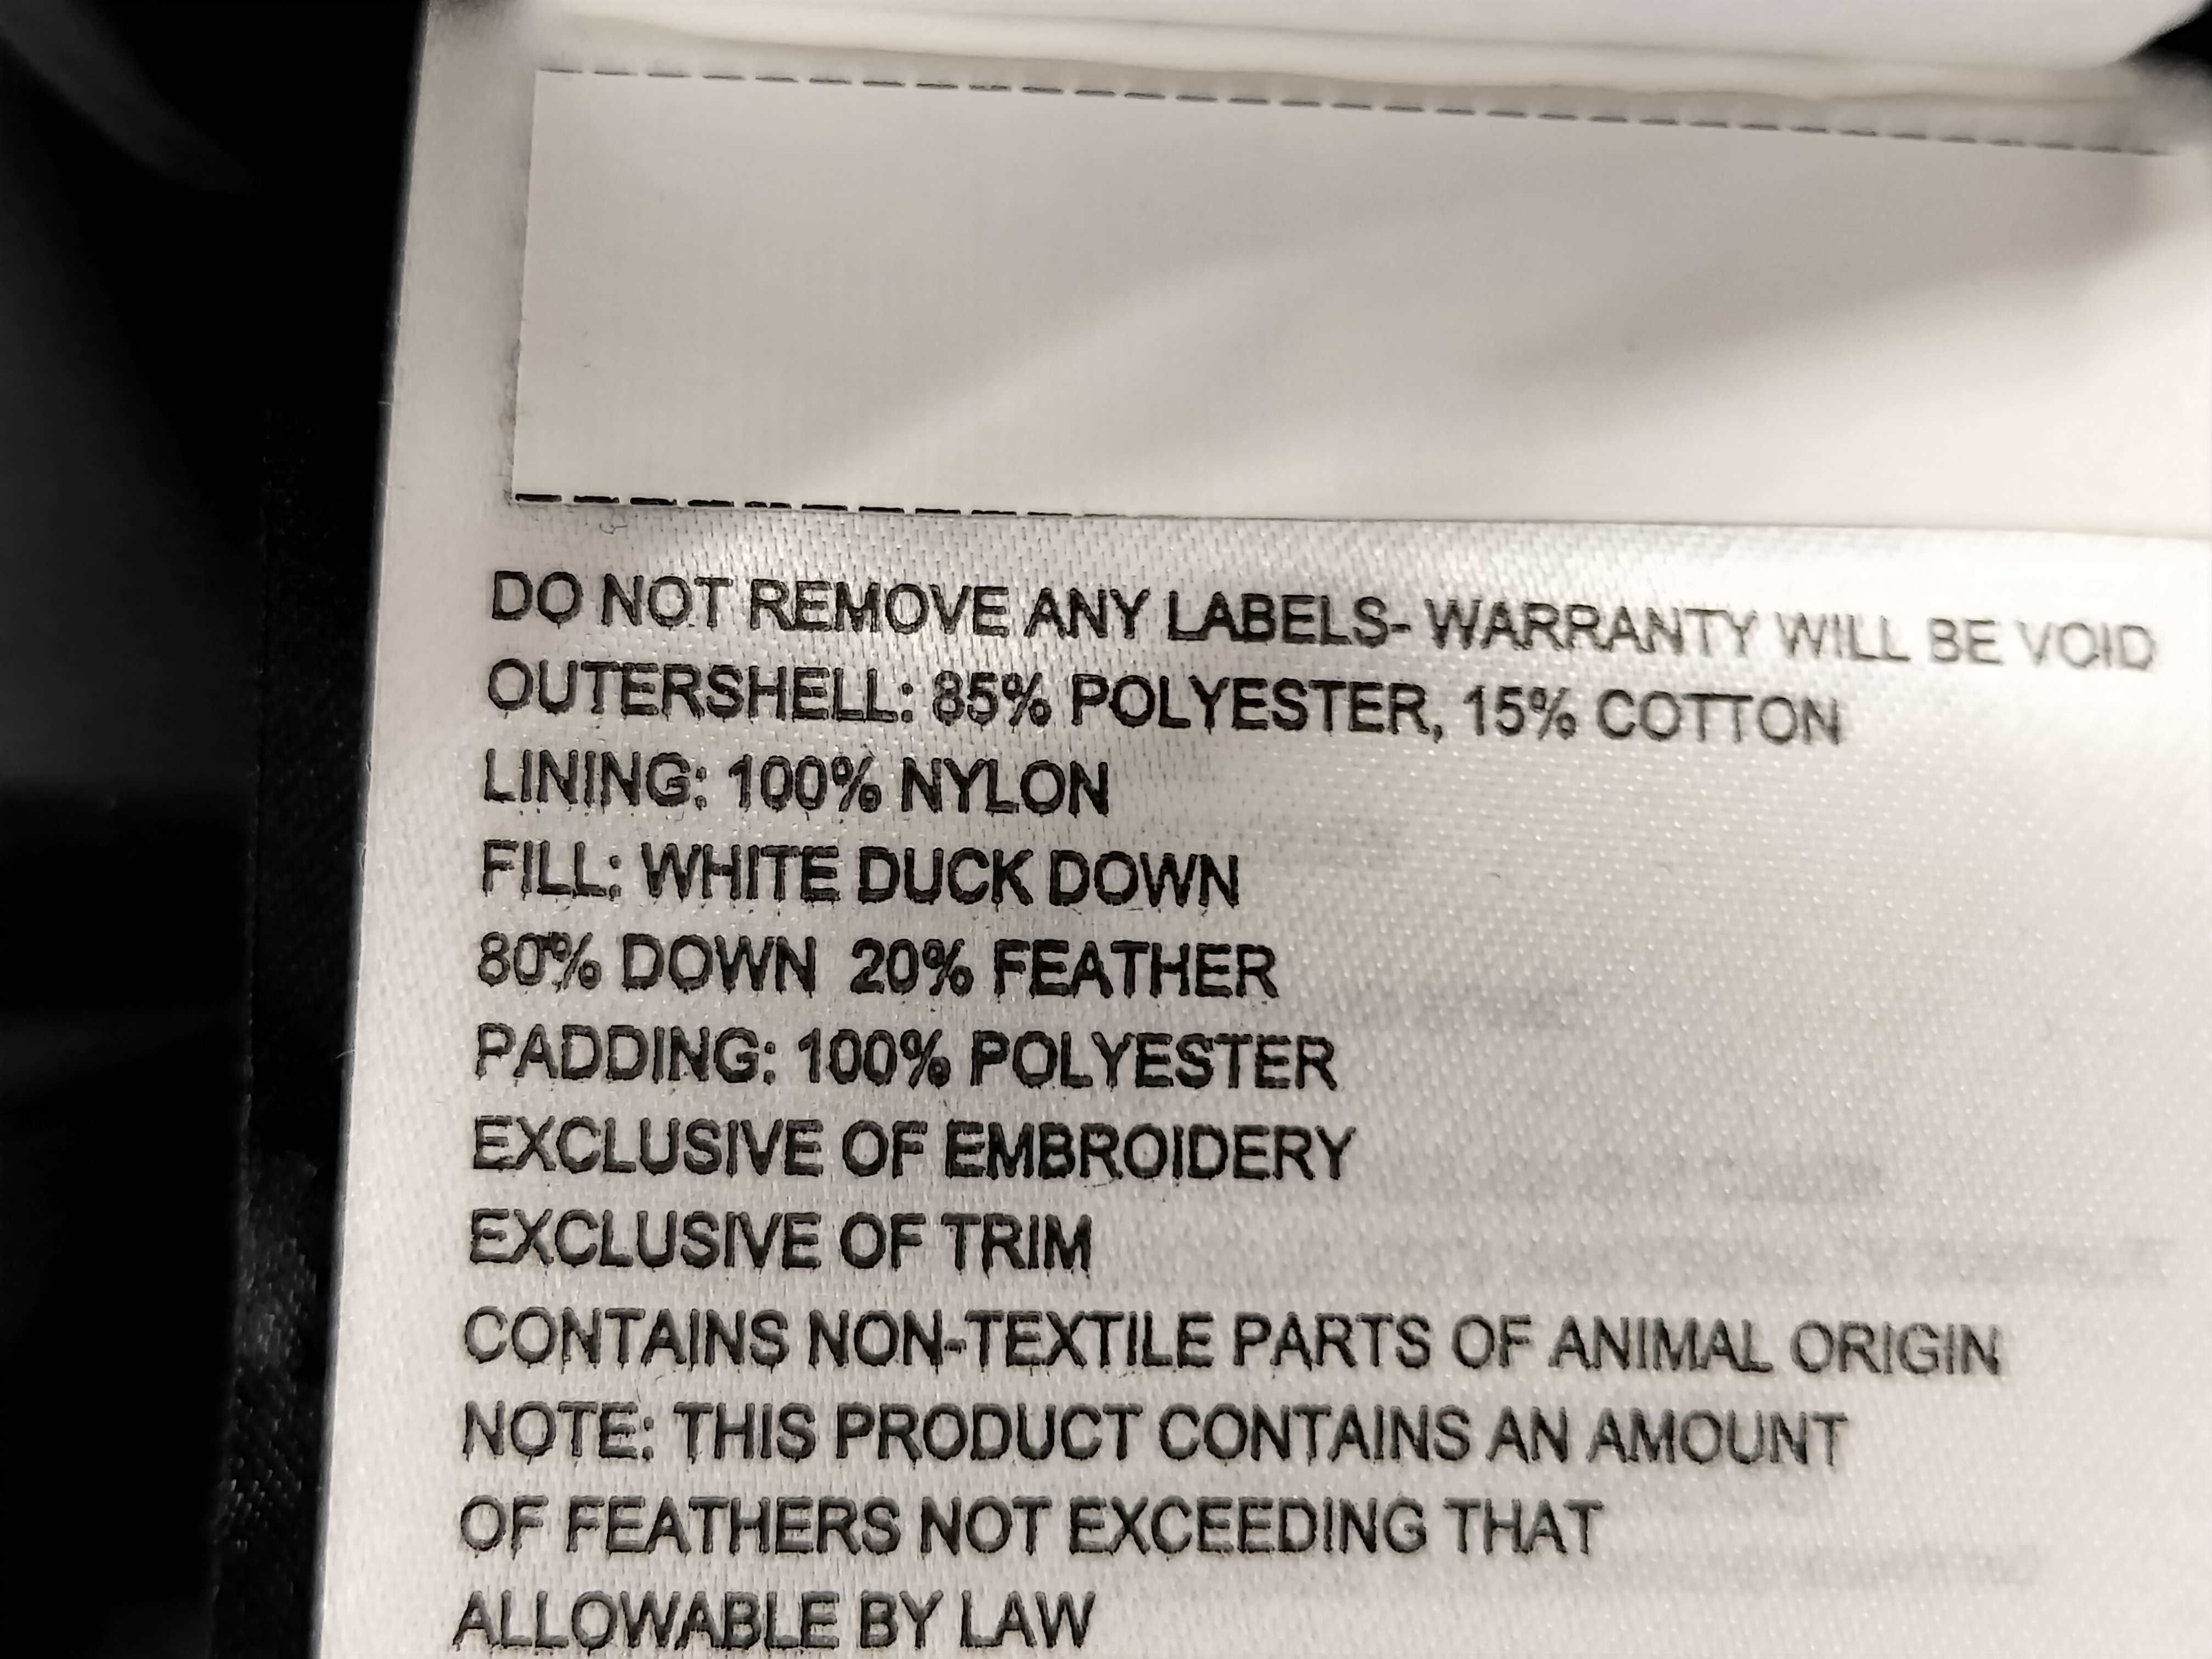 DO NOT REMOVE ANY LABELS- WARRANTY WILL BE VOID
OUTERSHELL: 85% POLYESTER, 15% COTTON
LINING: 100% NYLON
FILL: WHITE DUCK DOWN
80% DOWN  20% FEATHER
PADDING: 100% POLYESTER
EXCLUSIVE OF EMBROIDERY
EXCLUSIVE OF TRIM
CONTAINS NON-TEXTILE PARTS OF ANIMAL ORIGIN
NOTE: THIS PRODUCT CONTAINS AN AMOUNT
OF FEATHERS NOT EXCEEDING THAT
ALLOWABLE BY LAW